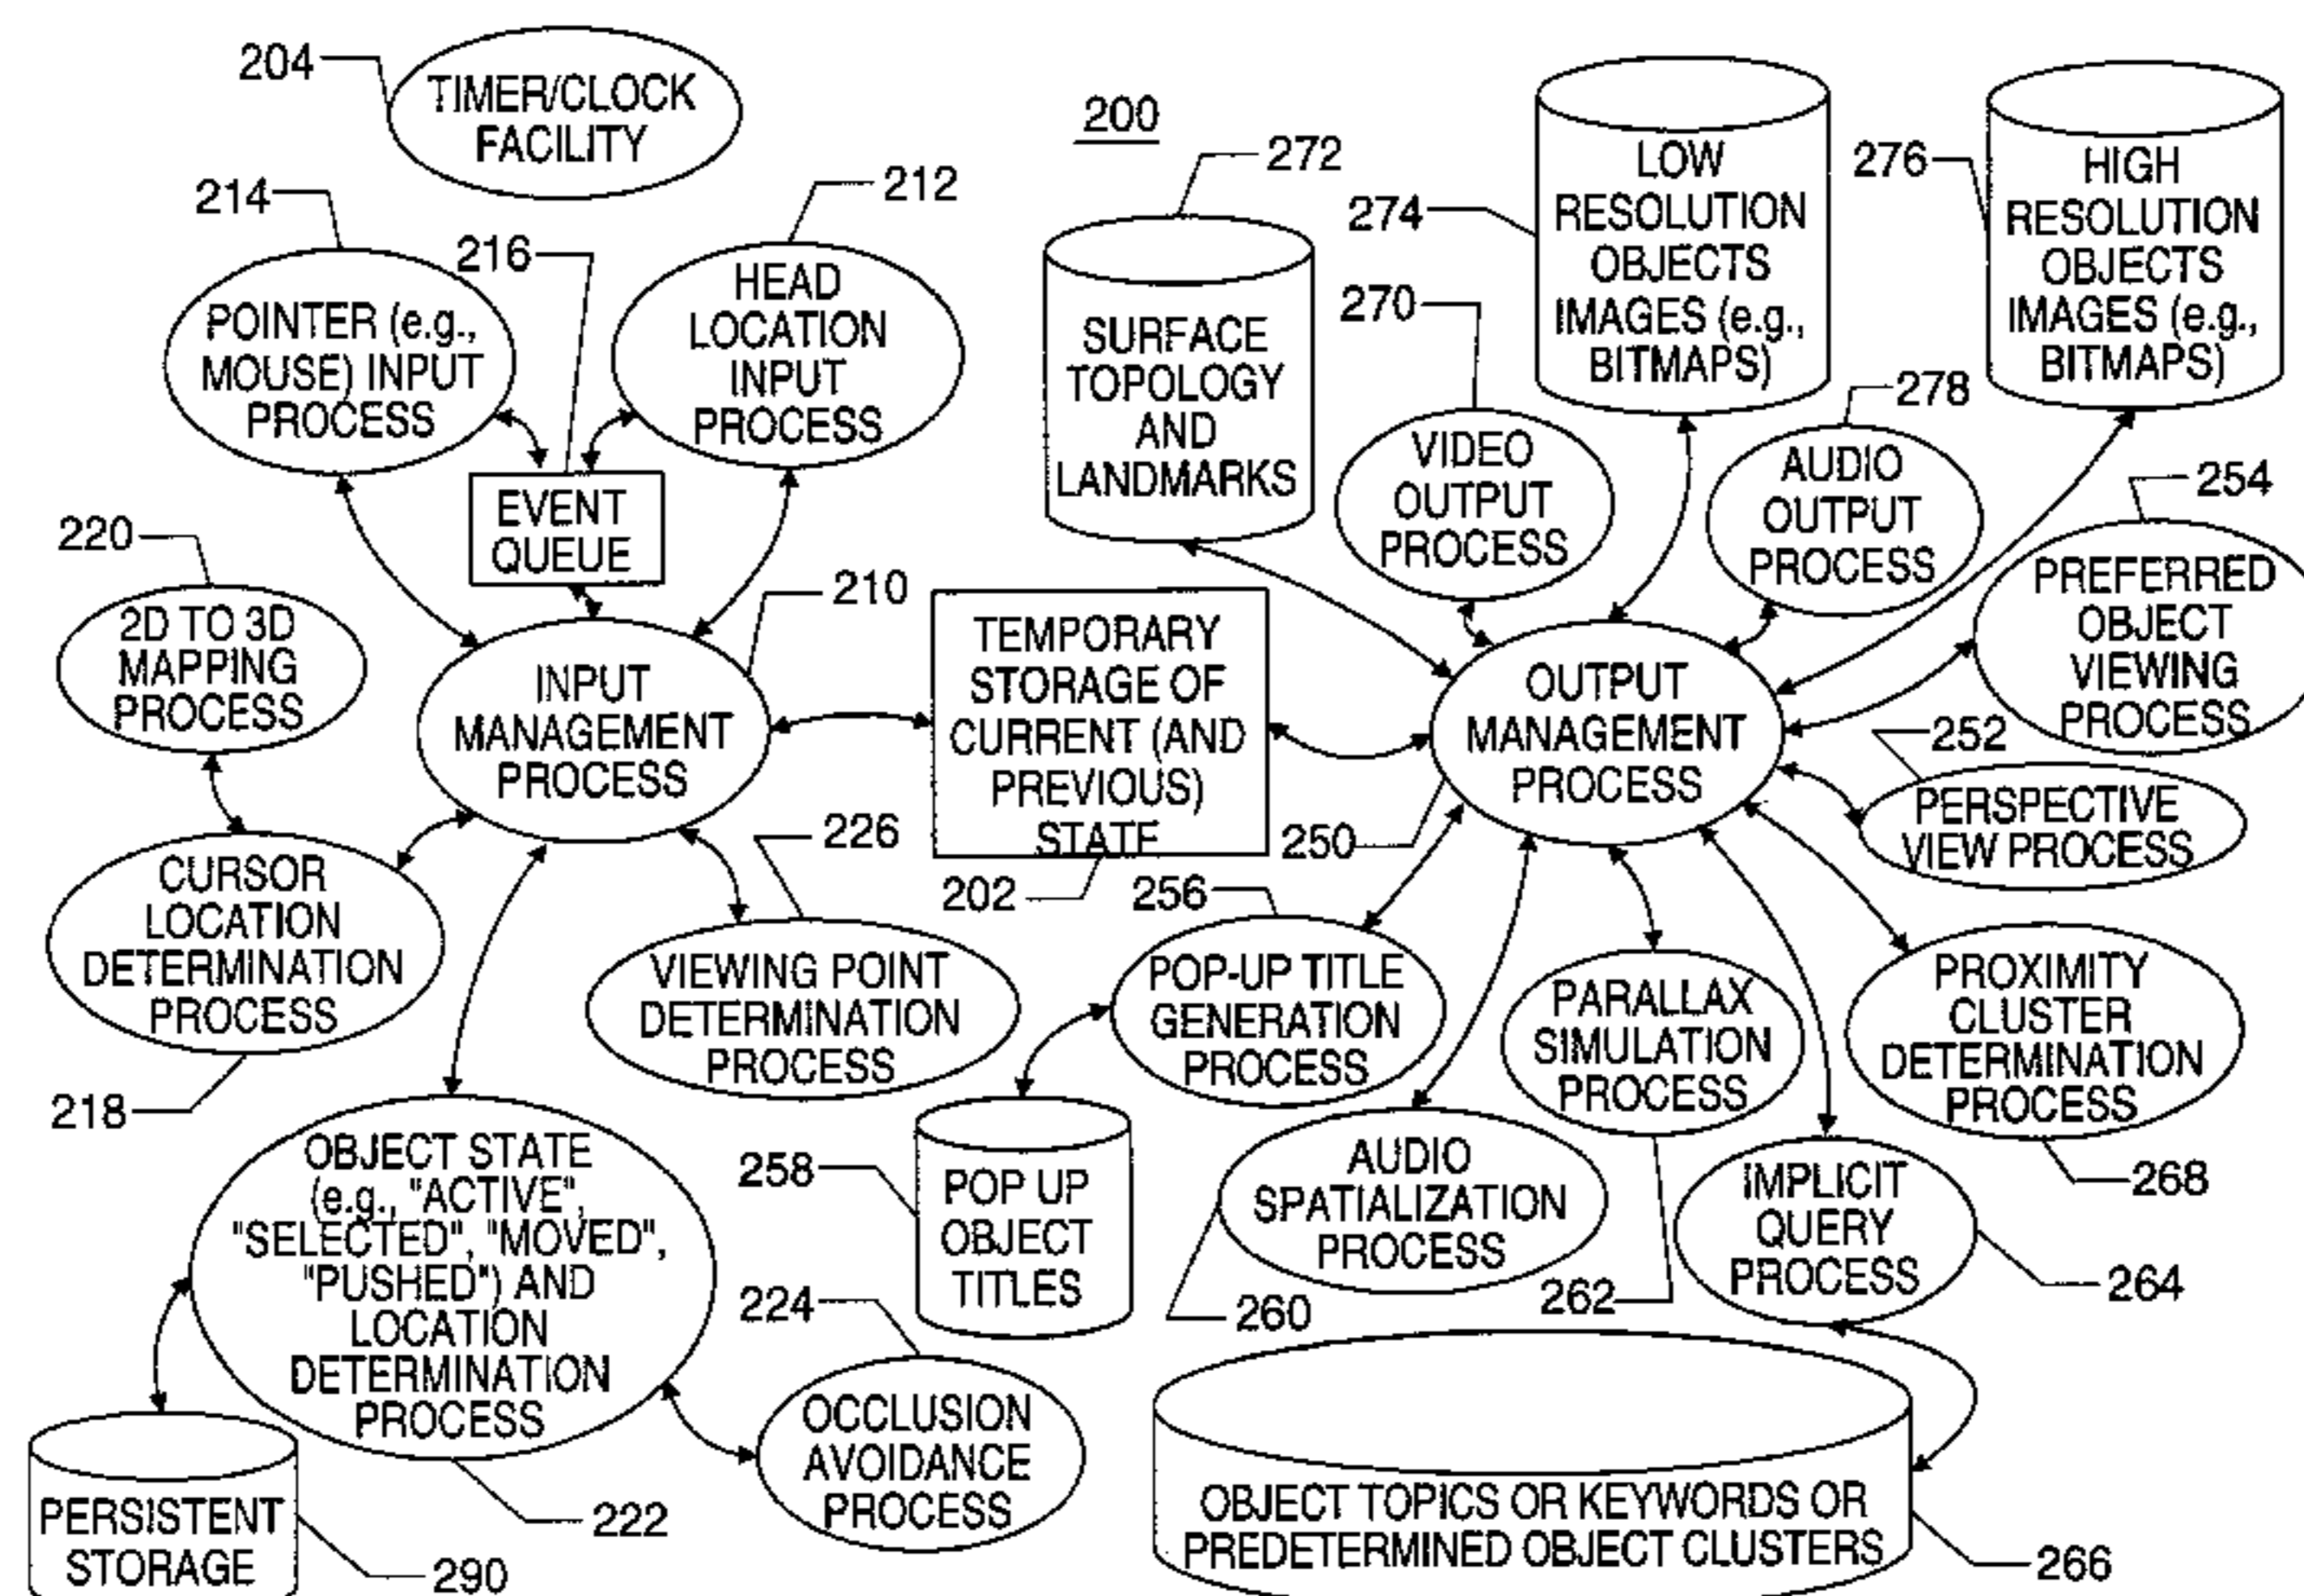 204
TIMER/CLOCK
FACILITY
200
214
212
216
POINTER (e.g.,
MOUSE) INPUT
PROCESS
HEAD
LOCATION
INPUT
PROCESS
EVENT
QUEUE
272
SURFACE
TOPOLOGY
AND
LANDMARKS
274
LOW
RESOLUTION
OBJECTS
IMAGES (e.g.,
BITMAPS)
276
HIGH
RESOLUTION
OBJECTS
IMAGES (e.g.,
BITMAPS)
270
VIDEO
OUTPUT
PROCESS
278
AUDIO
OUTPUT
PROCESS
254
PREFERRED
OBJECT
VIEWING
PROCESS
220
2D TO 3D
MAPPING
PROCESS
210
INPUT
MANAGEMENT
PROCESS
TEMPORARY
STORAGE OF
CURRENT (AND
PREVIOUS)
STATE
202
OUTPUT
MANAGEMENT
PROCESS
250
252
PERSPECTIVE
VIEW PROCESS
CURSOR
LOCATION
DETERMINATION
PROCESS
218
226
VIEWING POINT
DETERMINATION
PROCESS
256
POP-UP TITLE
GENERATION
PROCESS
PARALLAX
SIMULATION
PROCESS
262
PROXIMITY
CLUSTER
DETERMINATION
PROCESS
268
OBJECT STATE
(e.g., "ACTIVE",
"SELECTED", "MOVED",
"PUSHED") AND
LOCATION
DETERMINATION
PROCESS
222
258
POP UP
OBJECT
TITLES
AUDIO
SPATIALIZATION
PROCESS
260
IMPLICIT
QUERY
PROCESS
264
224
OCCLUSION
AVOIDANCE
PROCESS
PERSISTENT
STORAGE
290
OBJECT TOPICS OR KEYWORDS OR
PREDETERMINED OBJECT CLUSTERS
266